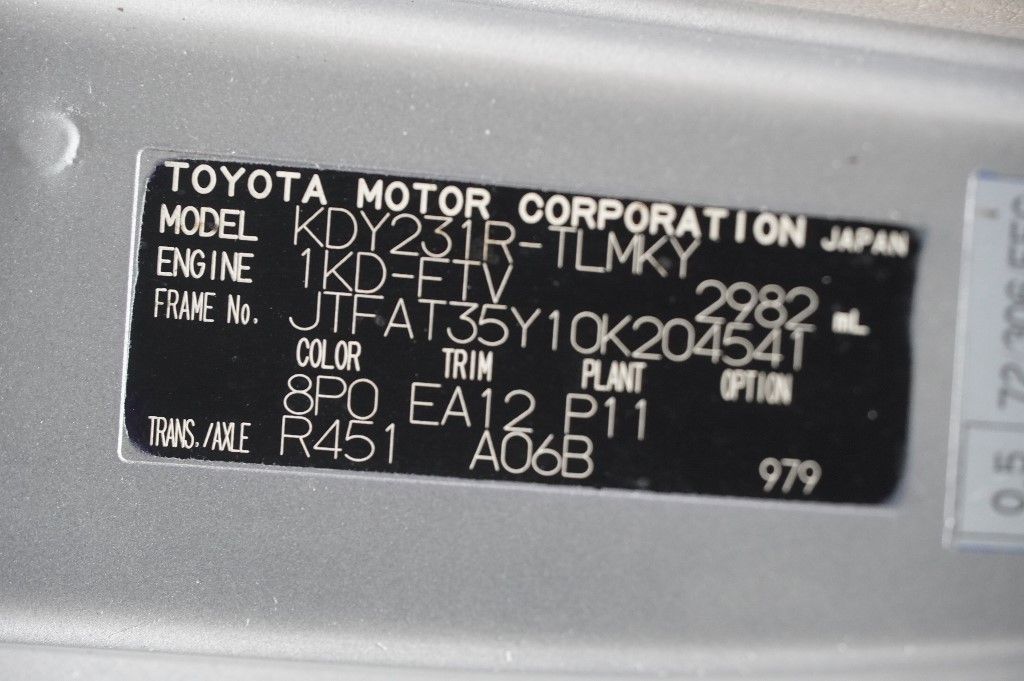 TOYOTA MOTOR CORPORATION JAPAN
MODEL KDY231R-TLMKY
ENGINE 1KD-FTV 2982 mL
FRAME No. JTFAT35Y10K204541
COLOR TRIM PLANT OPTION
8P0 EA12 P11
TRANS./AXLE R451 A06B 979